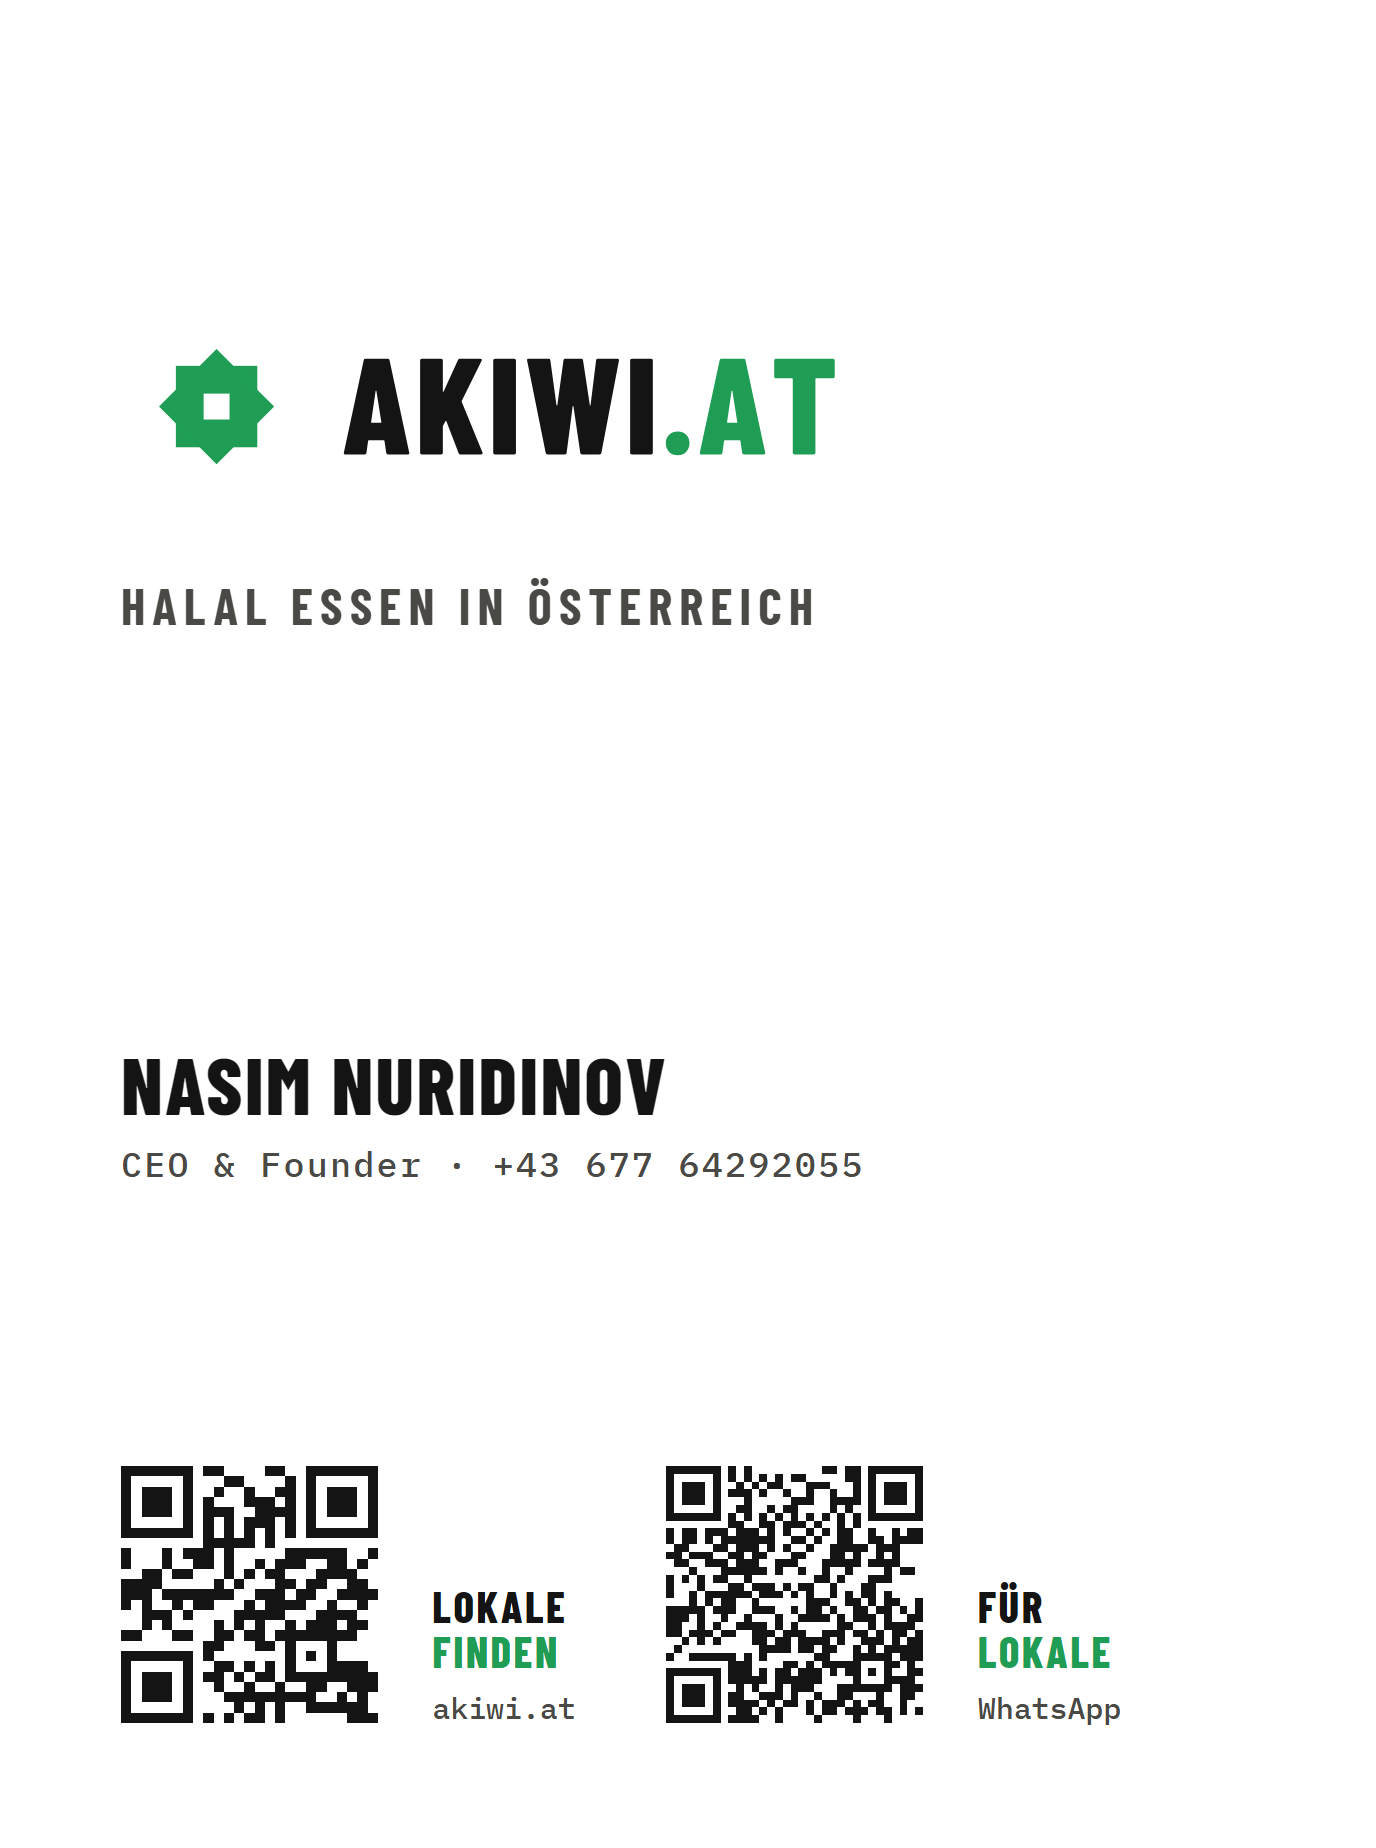 AKIWI.AT
HALAL ESSEN IN ÖSTERREICH
NASIM NURIDINOV
CEO & Founder · +43 677 64292055
LOKALE
FINDEN
akiwi.at
FÜR
LOKALE
WhatsApp